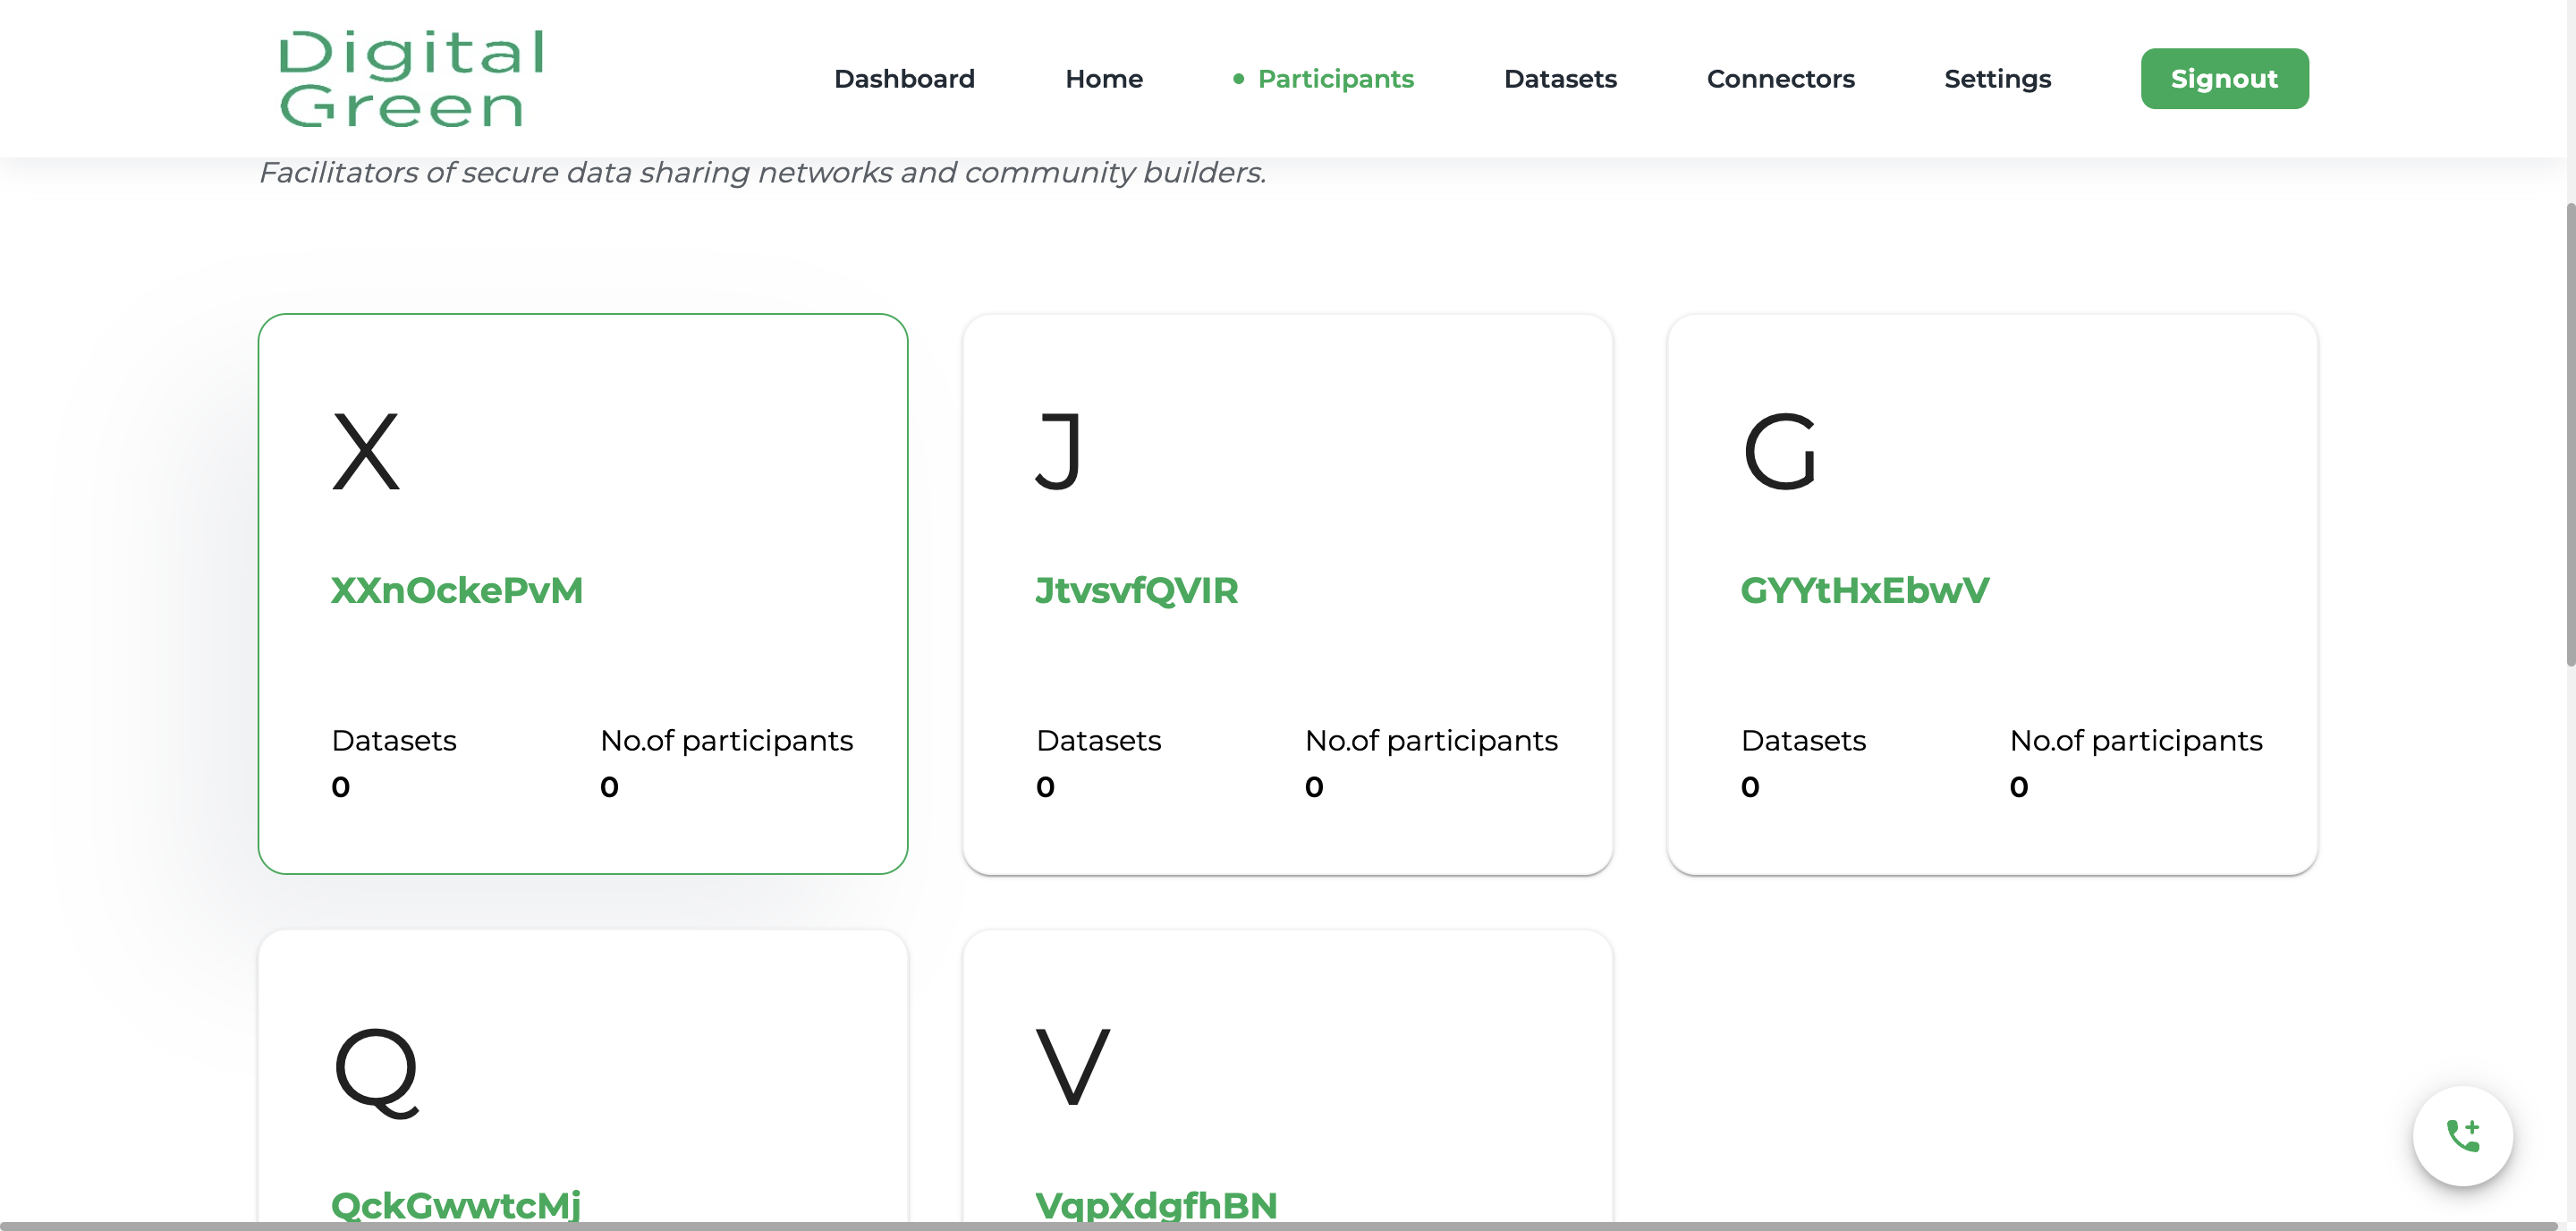 Digital
Green
Dashboard Home Participants Datasets Connectors Settings Signout
Facilitators of secure data sharing networks and community builders.
X J G
XXnOckePvM JtvsvfQVIR GYYtHxEbwV
Datasets No.of participants Datasets No.of participants Datasets No.of participants
0 0 0 0 0 0
Q V
QckGwwtcMj VqpXdgfhBN